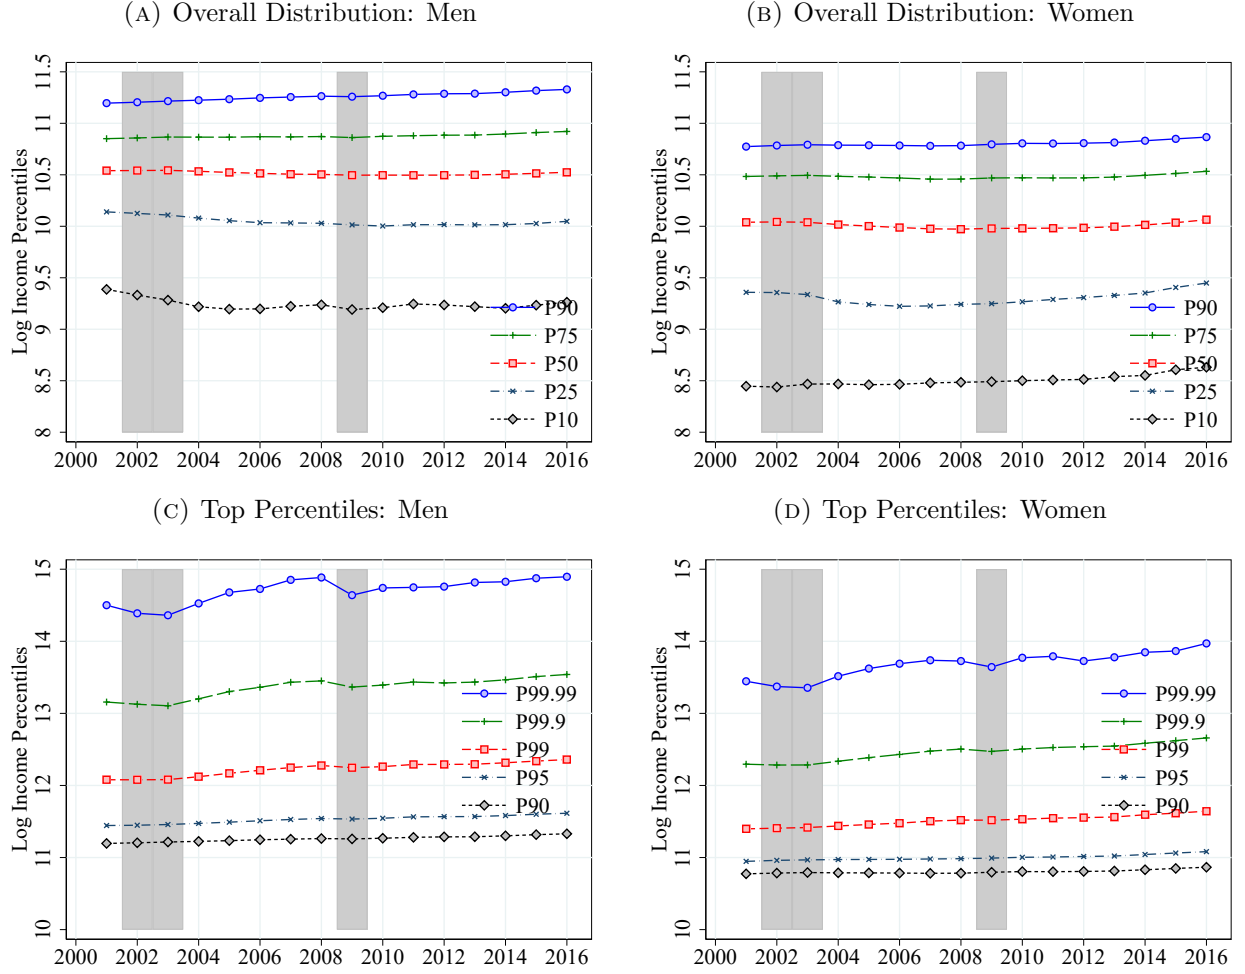 (A) Overall Distribution: Men
Log Income Percentiles
11.5
11
10.5
10
9.5
9
8.5
8
P90
P75
P50
P25
P10
2000 2002 2004 2006 2008 2010 2012 2014 2016
(B) Overall Distribution: Women
Log Income Percentiles
11.5
11
10.5
10
9.5
9
8.5
8
P90
P75
P50
P25
P10
2000 2002 2004 2006 2008 2010 2012 2014 2016
(C) Top Percentiles: Men
Log Income Percentiles
15
14
13
12
11
10
P99.99
P99.9
P99
P95
P90
2000 2002 2004 2006 2008 2010 2012 2014 2016
(D) Top Percentiles: Women
Log Income Percentiles
15
14
13
12
11
10
P99.99
P99.9
P99
P95
P90
2000 2002 2004 2006 2008 2010 2012 2014 2016